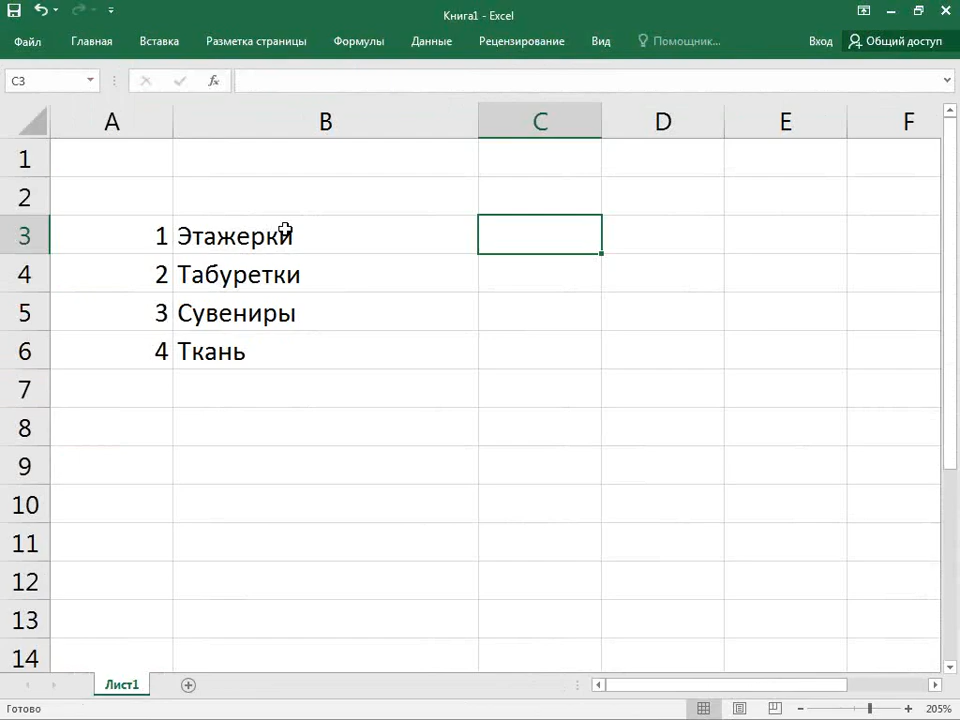 Книга1 - Excel
Файл Главная Вставка Разметка страницы Формулы Данные Рецензирование Вид Помощник... Вход Общий доступ
C3 fx
A B C D E F
1
2
3 1 Этажерки
4 2 Табуретки
5 3 Сувениры
6 4 Ткань
7
8
9
10
11
12
13
14
Лист1
Готово 205%